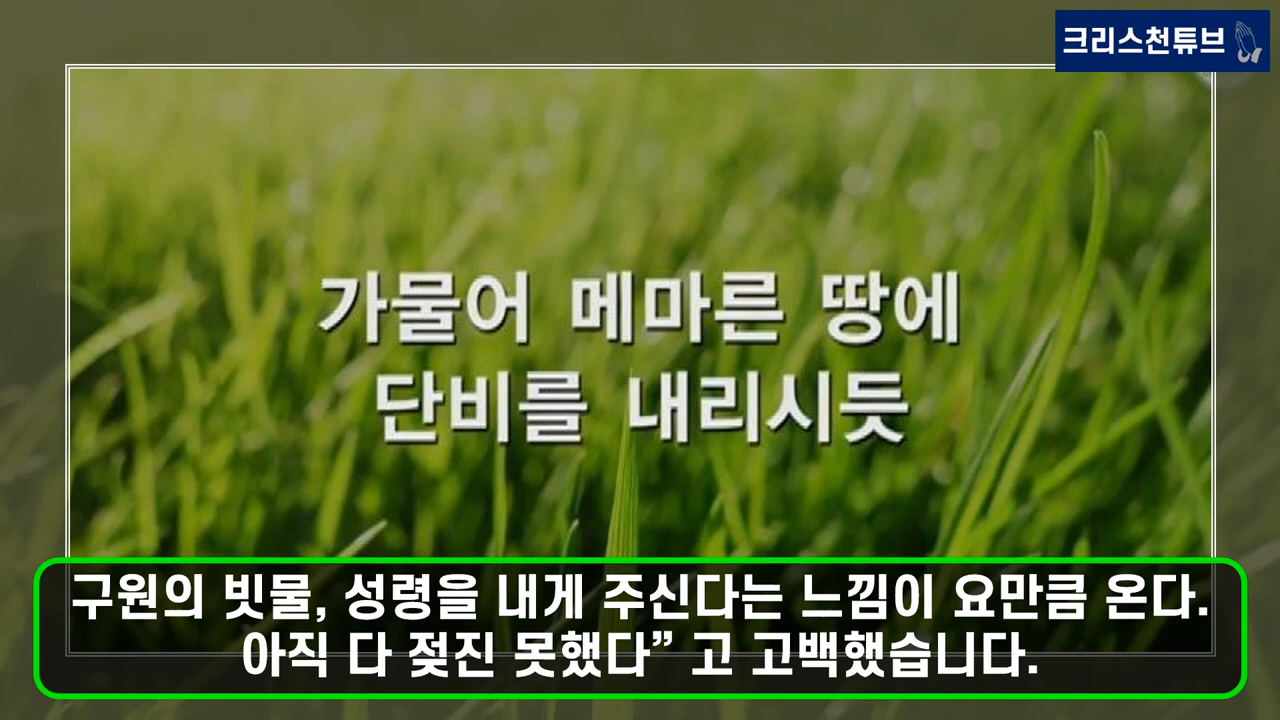 크리스천튜브
가물어 메마른 땅에
단비를 내리시듯
구원의 빗물, 성령을 내게 주신다는 느낌이 요만큼 온다.
아직 다 젖진 못했다” 고 고백했습니다.